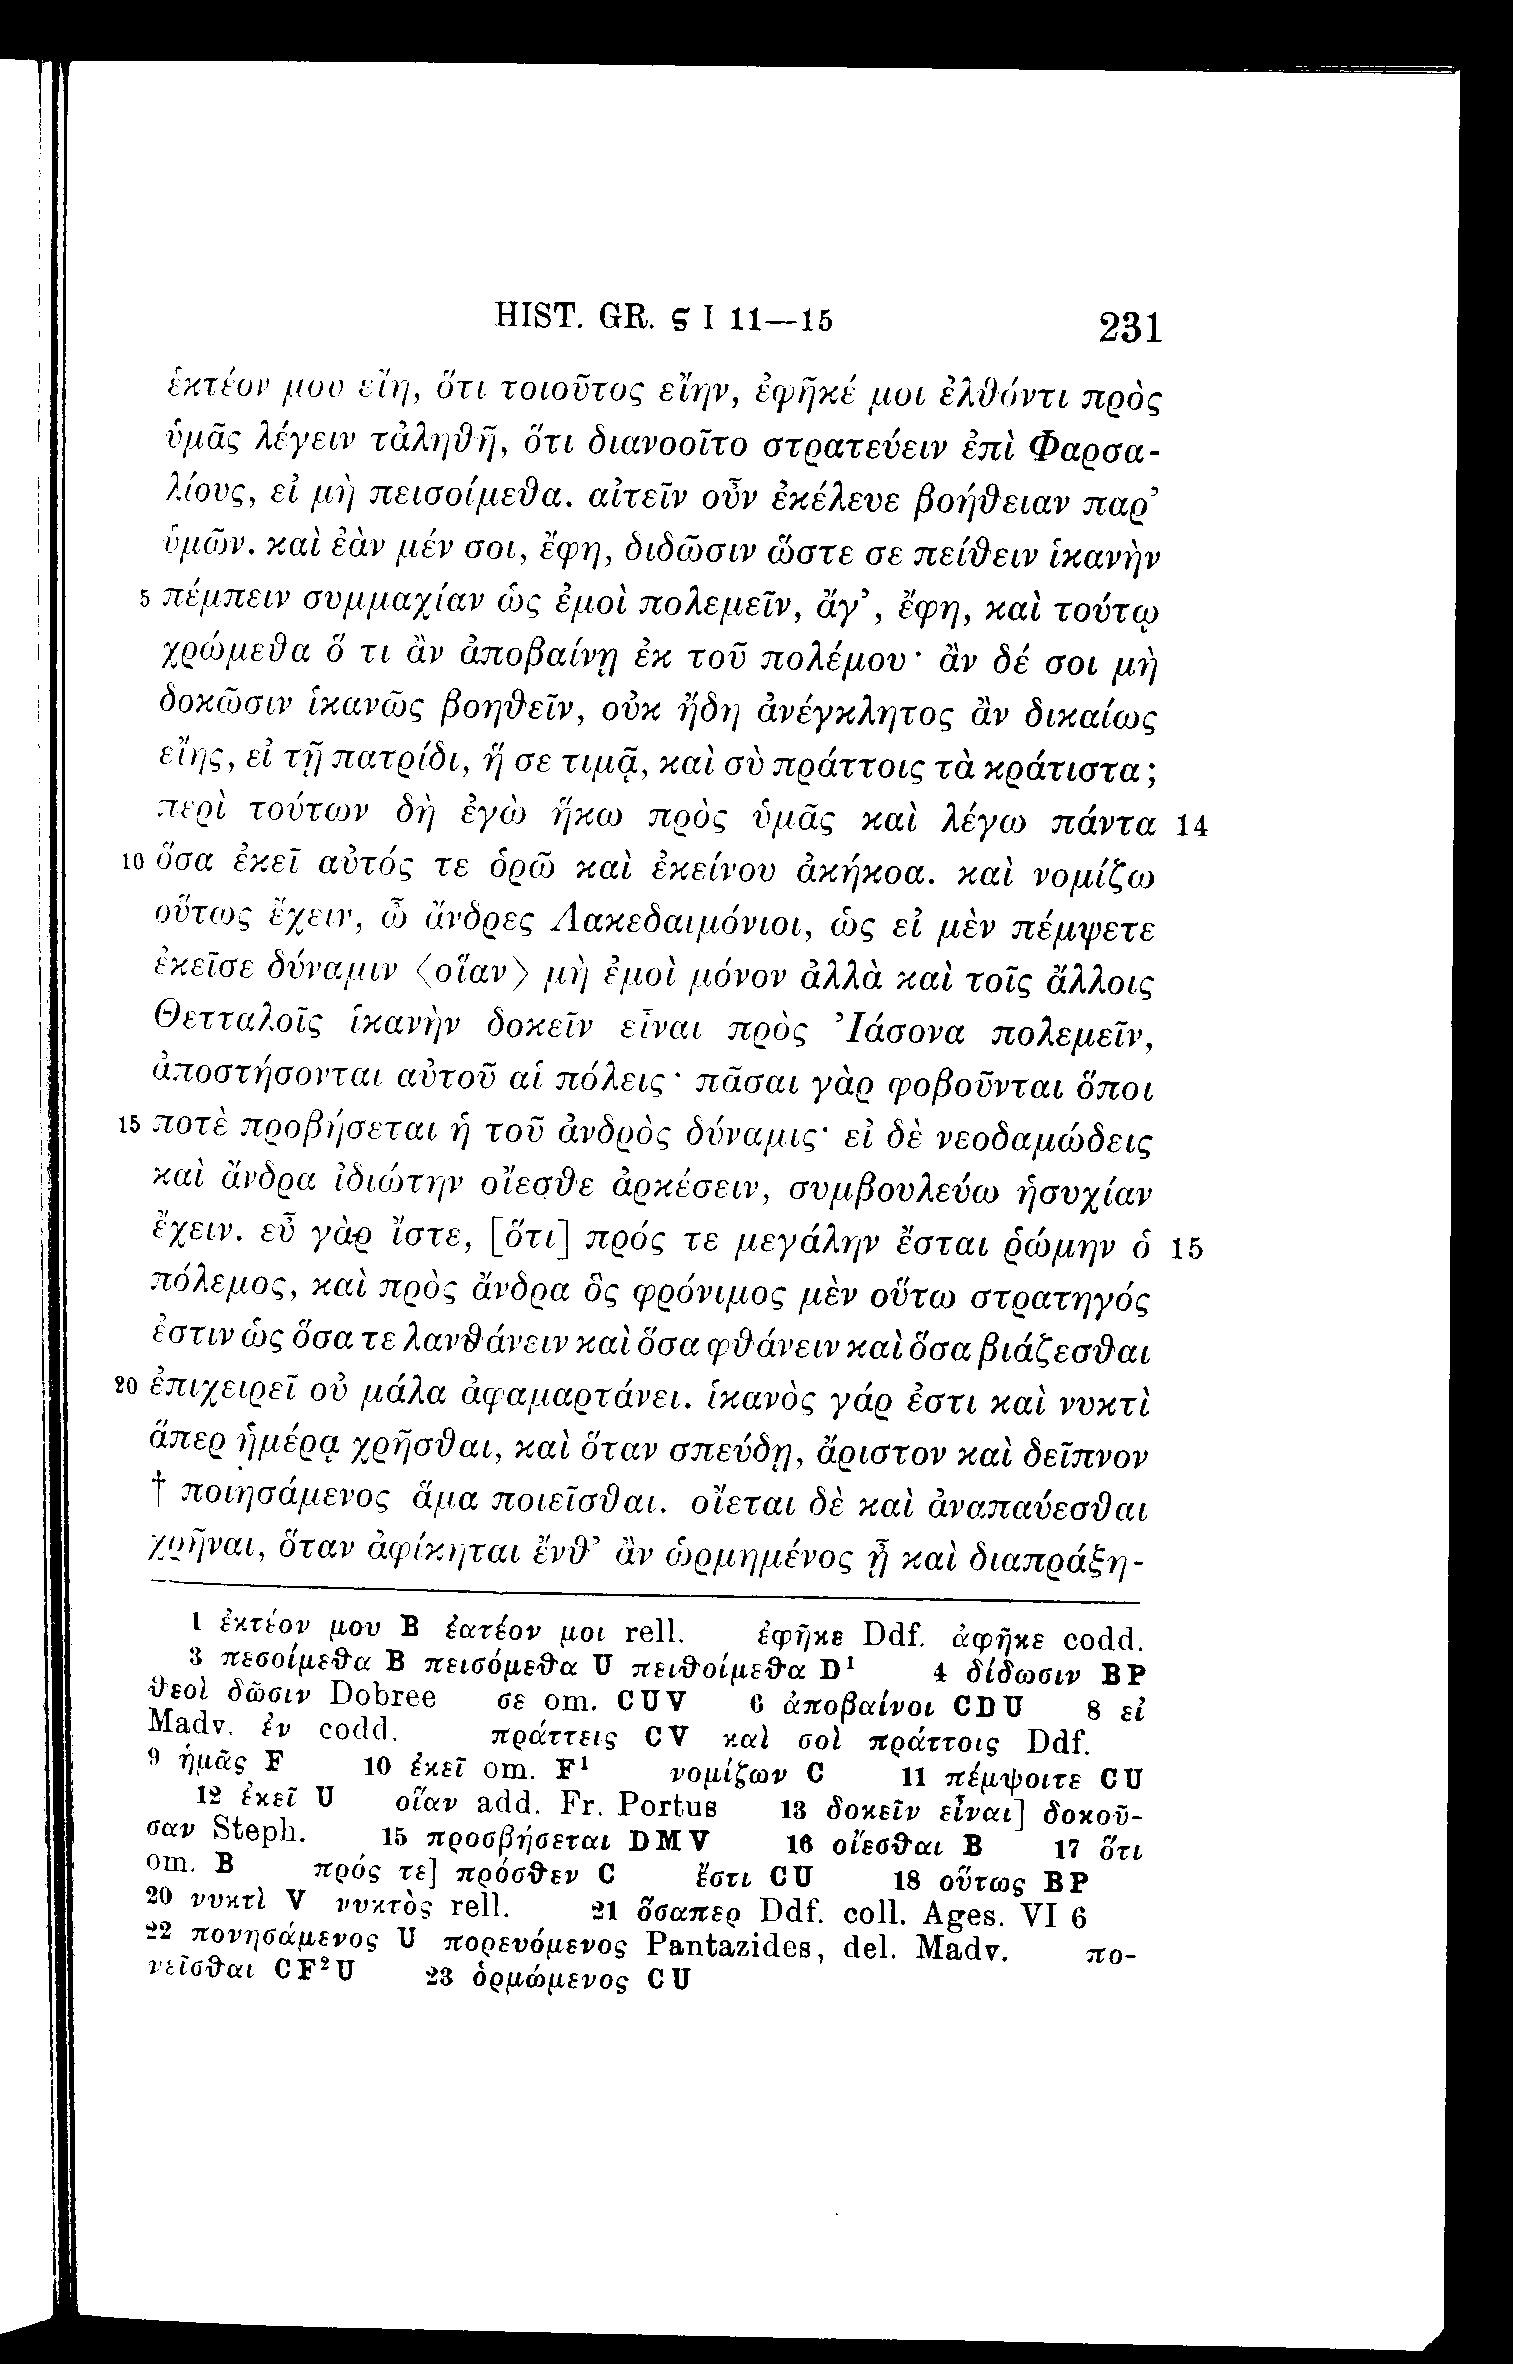 HIST. GR. ϛ I 11—15 231
ἑκτέον μου εἴη, ὅτι τοιοῦτος εἴην, ἐφῆκέ μοι ἐλθόντι πρὸς
ὑμᾶς λέγειν τἀληθῆ, ὅτι διανοοῖτο στρατεύειν ἐπὶ Φαρσα-
λίους, εἰ μὴ πεισοίμεθα. αἰτεῖν οὖν ἐκέλευε βοήθειαν παρ’
ὑμῶν. καὶ ἐὰν μέν σοι, ἔφη, διδῶσιν ὥστε σε πείθειν ἱκανὴν
5 πέμπειν συμμαχίαν ὡς ἐμοὶ πολεμεῖν, ἄγ’, ἔφη, καὶ τούτῳ
χρώμεθα ὅ τι ἂν ἀποβαίνῃ ἐκ τοῦ πολέμου· ἂν δέ σοι μὴ
δοκῶσιν ἱκανῶς βοηθεῖν, οὐκ ἤδη ἀνέγκλητος ἂν δικαίως
εἴης, εἰ τῇ πατρίδι, ἥ σε τιμᾷ, καὶ σὺ πράττοις τὰ κράτιστα;
περὶ τούτων δὴ ἐγὼ ἥκω πρὸς ὑμᾶς καὶ λέγω πάντα 14
10 ὅσα ἐκεῖ αὐτός τε ὁρῶ καὶ ἐκείνου ἀκήκοα. καὶ νομίζω
οὕτως ἔχειν, ὦ ἄνδρες Λακεδαιμόνιοι, ὡς εἰ μὲν πέμψετε
ἐκεῖσε δύναμιν ⟨οἵαν⟩ μὴ ἐμοὶ μόνον ἀλλὰ καὶ τοῖς ἄλλοις
Θετταλοῖς ἱκανὴν δοκεῖν εἶναι πρὸς Ἰάσονα πολεμεῖν,
ἀποστήσονται αὐτοῦ αἱ πόλεις· πᾶσαι γὰρ φοβοῦνται ὅποι
15 ποτὲ προβήσεται ἡ τοῦ ἀνδρὸς δύναμις· εἰ δὲ νεοδαμώδεις
καὶ ἄνδρα ἰδιώτην οἴεσθε ἀρκέσειν, συμβουλεύω ἡσυχίαν
ἔχειν. εὖ γὰρ ἴστε, [ὅτι] πρός τε μεγάλην ἔσται ῥώμην ὁ 15
πόλεμος, καὶ πρὸς ἄνδρα ὃς φρόνιμος μὲν οὕτω στρατηγός
ἐστιν ὡς ὅσα τε λανθάνειν καὶ ὅσα φθάνειν καὶ ὅσα βιάζεσθαι
20 ἐπιχειρεῖ οὐ μάλα ἀφαμαρτάνει. ἱκανὸς γάρ ἐστι καὶ νυκτὶ
ἅπερ ἡμέρᾳ χρῆσθαι, καὶ ὅταν σπεύδῃ, ἄριστον καὶ δεῖπνον
† ποιησάμενος ἅμα ποιεῖσθαι. οἴεται δὲ καὶ ἀναπαύεσθαι
χρῆναι, ὅταν ἀφίκηται ἔνθ’ ἂν ὡρμημένος ᾖ καὶ διαπράξη-
1 ἑκτέον μου B ἐατέον μοι rell. ἐφῆκε Ddf. ἀφῆκε codd.
3 πεσοίμεθα B πεισόμεθα U πειθοίμεθα D¹ 4 δίδωσιν BP
θεοὶ δῶσιν Dobree σε om. CUV 6 ἀποβαίνοι CDU 8 εἰ
Madv. ἐν codd. πράττεις CV καὶ σοὶ πράττοις Ddf.
9 ἡμᾶς F 10 ἐκεῖ om. F¹ νομίζων C 11 πέμψοιτε CU
12 ἐκεῖ U οἵαν add. Fr. Portus 13 δοκεῖν εἶναι] δοκοῦ-
σαν Steph. 15 προσβήσεται DMV 16 οἴεσθαι B 17 ὅτι
om. B πρός τε] πρόσθεν C ἔστι CU 18 οὕτως BP
20 νυκτὶ V νυκτὸς rell. 21 ὅσαπερ Ddf. coll. Ages. VI 6
22 πονησάμενος U πορευόμενος Pantazides, del. Madv. πο-
νεῖσθαι CF²U 23 ὁρμώμενος CU